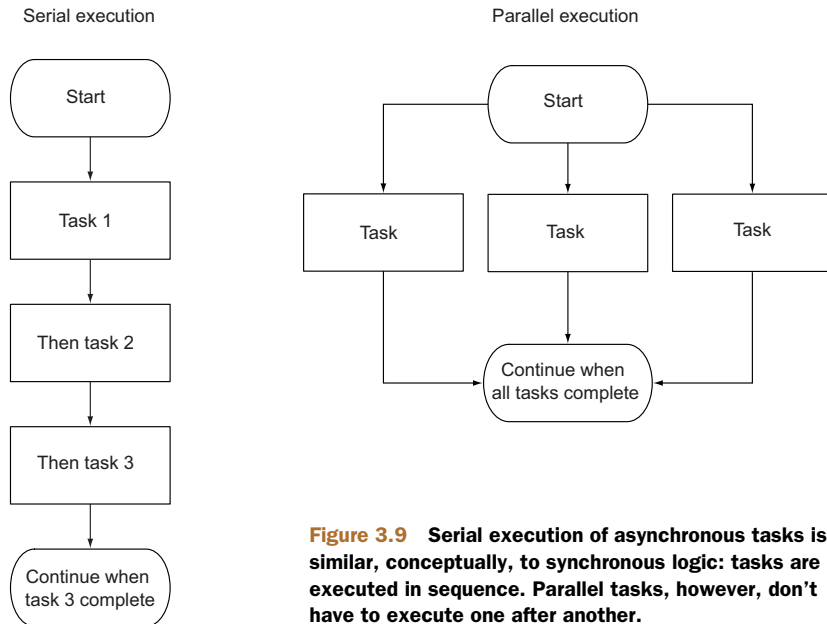 Serial execution
Start
Task 1
Then task 2
Then task 3
Continue when
task 3 complete
Parallel execution
Start
Task
Task
Task
Continue when
all tasks complete
Figure 3.9 Serial execution of asynchronous tasks is
similar, conceptually, to synchronous logic: tasks are
executed in sequence. Parallel tasks, however, don’t
have to execute one after another.